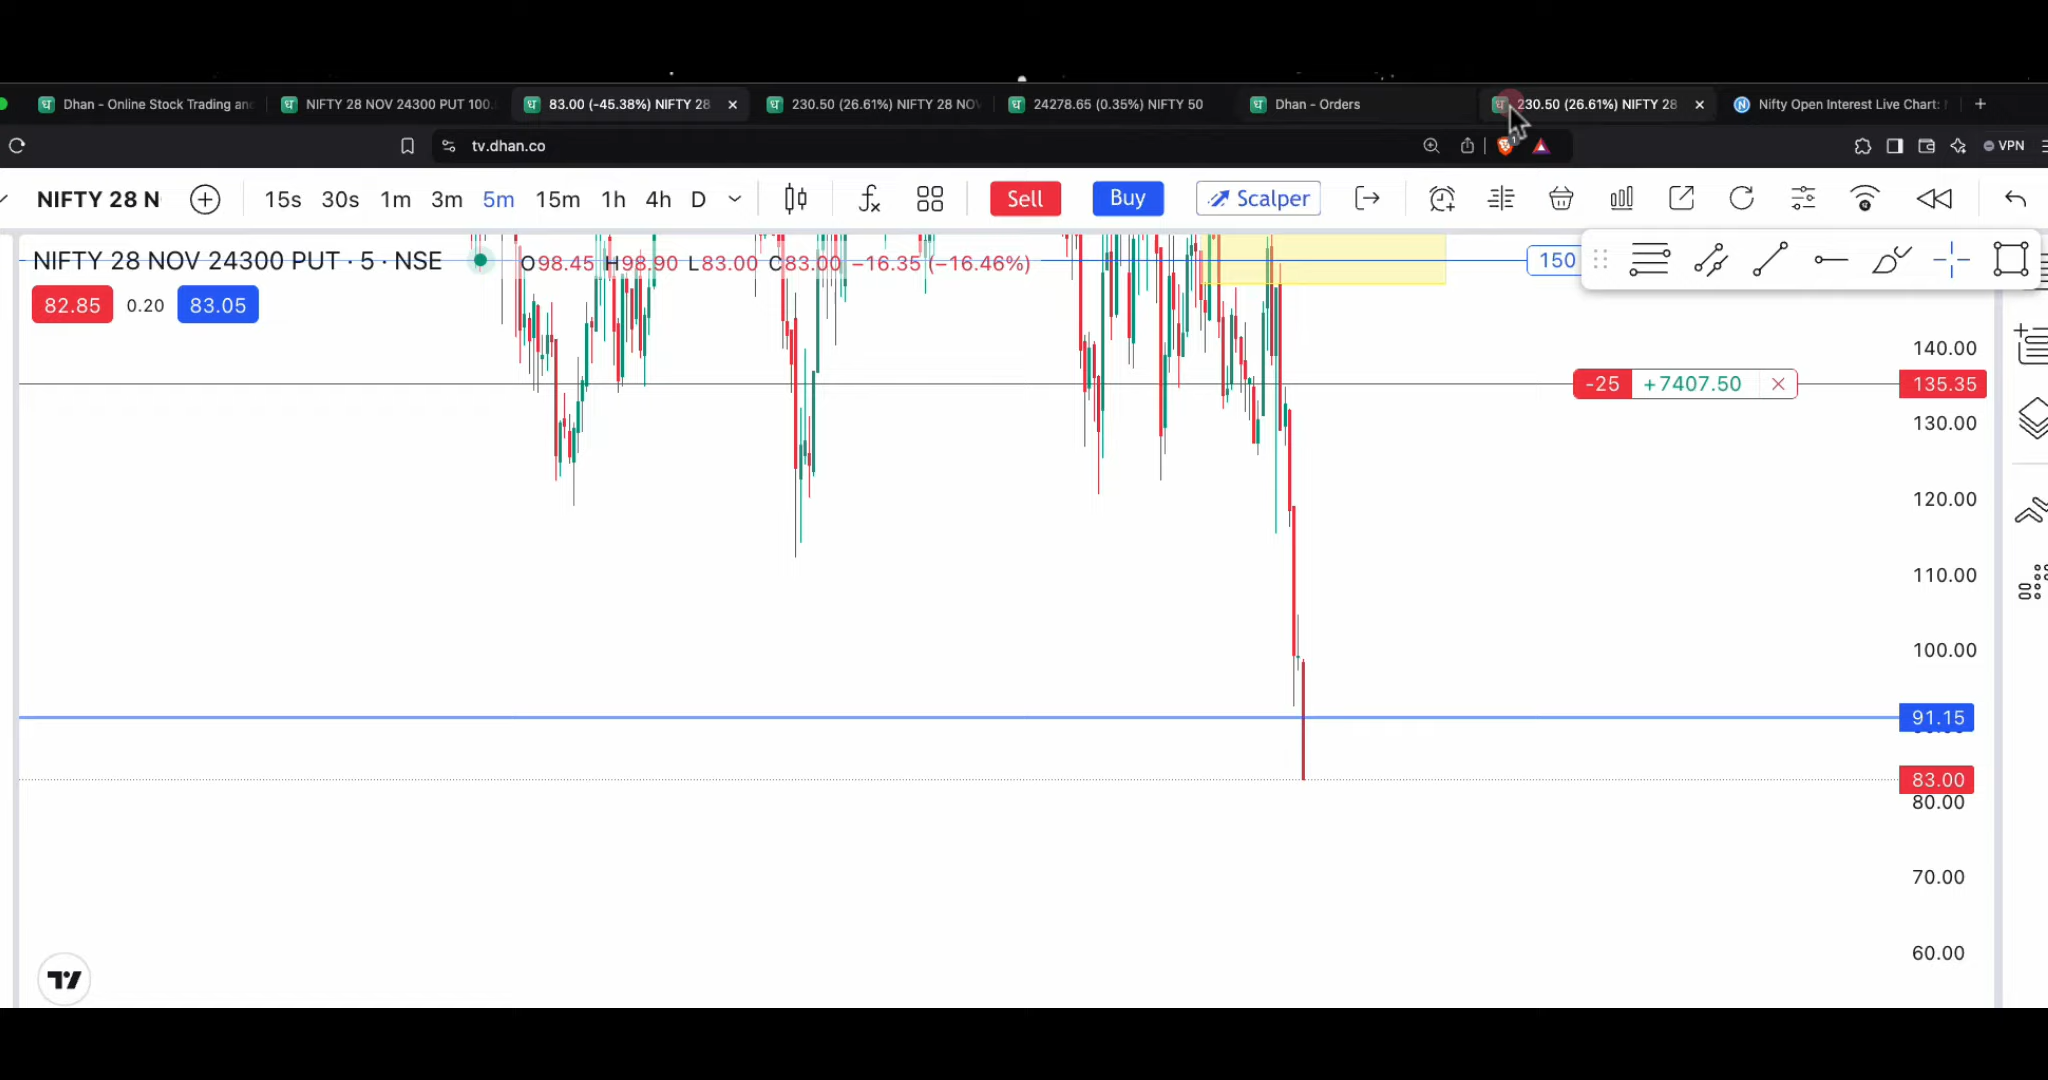 Dhan - Online Stock Trading and
NIFTY 28 NOV 24300 PUT 100.
83.00 (-45.38%) NIFTY 28
230.50 (26.61%) NIFTY 28 NOV
24278.65 (0.35%) NIFTY 50
Dhan - Orders
230.50 (26.61%) NIFTY 28
Nifty Open Interest Live Chart:
tv.dhan.co
VPN
NIFTY 28 N
15s 30s 1m 3m 5m 15m 1h 4h D
Sell
Buy
Scalper
NIFTY 28 NOV 24300 PUT · 5 · NSE
O98.45 H98.90 L83.00 C83.00 −16.35 (−16.46%)
150
82.85 0.20 83.05
140.00
-25 +7407.50
135.35
130.00
120.00
110.00
100.00
91.15
83.00
80.00
70.00
60.00